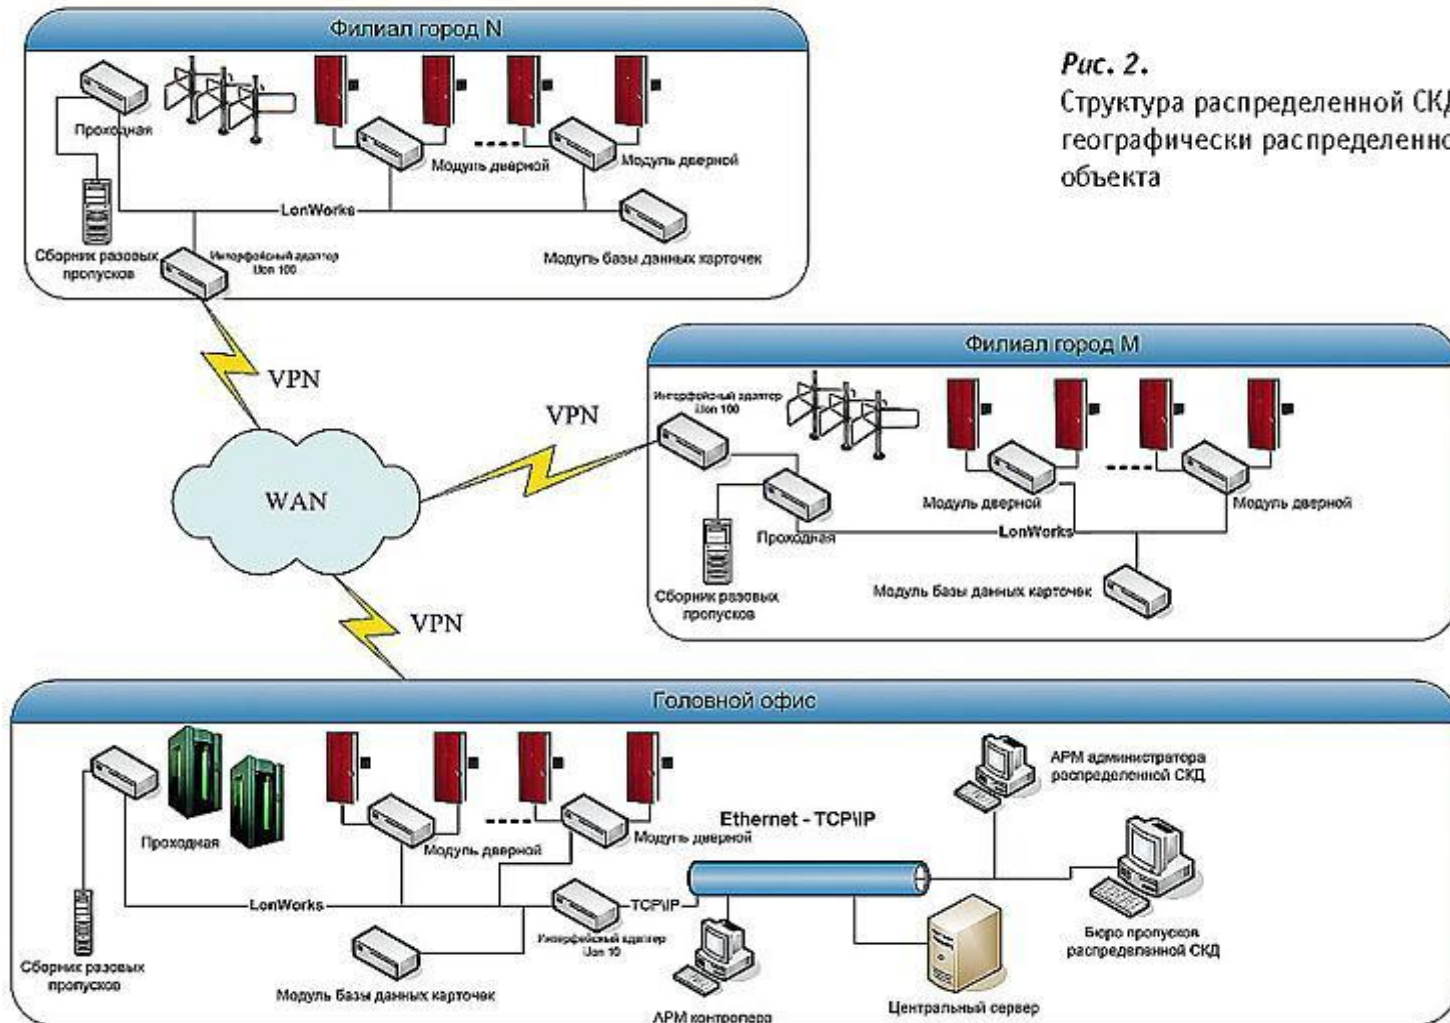 Филиал город N
Рис. 2.
Структура распределенной СКД
географически распределенно
объекта
Проходная
Модуль дверной
Модуль дверной
LonWorks
Сборник разовых
пропусков
Интерфейсный адаптер
iLon 100
Модуль базы данных карточек
VPN
Филиал город М
Интерфейсный адаптер
iLon 100
VPN
WAN
Модуль дверной
Модуль дверной
LonWorks
Проходная
Сборник разовых
пропусков
Модуль базы данных карточек
VPN
Головной офис
АРМ администратора
распределенной СКД
Проходная
Модуль дверной
Модуль дверной
Ethernet - TCP\IP
LonWorks
TCP\IP
Интерфейсный адаптер
iLon 10
Бюро пропусков
распределенной СКД
Сборник разовых
пропусков
Модуль базы данных карточек
АРМ контролера
Центральный сервер